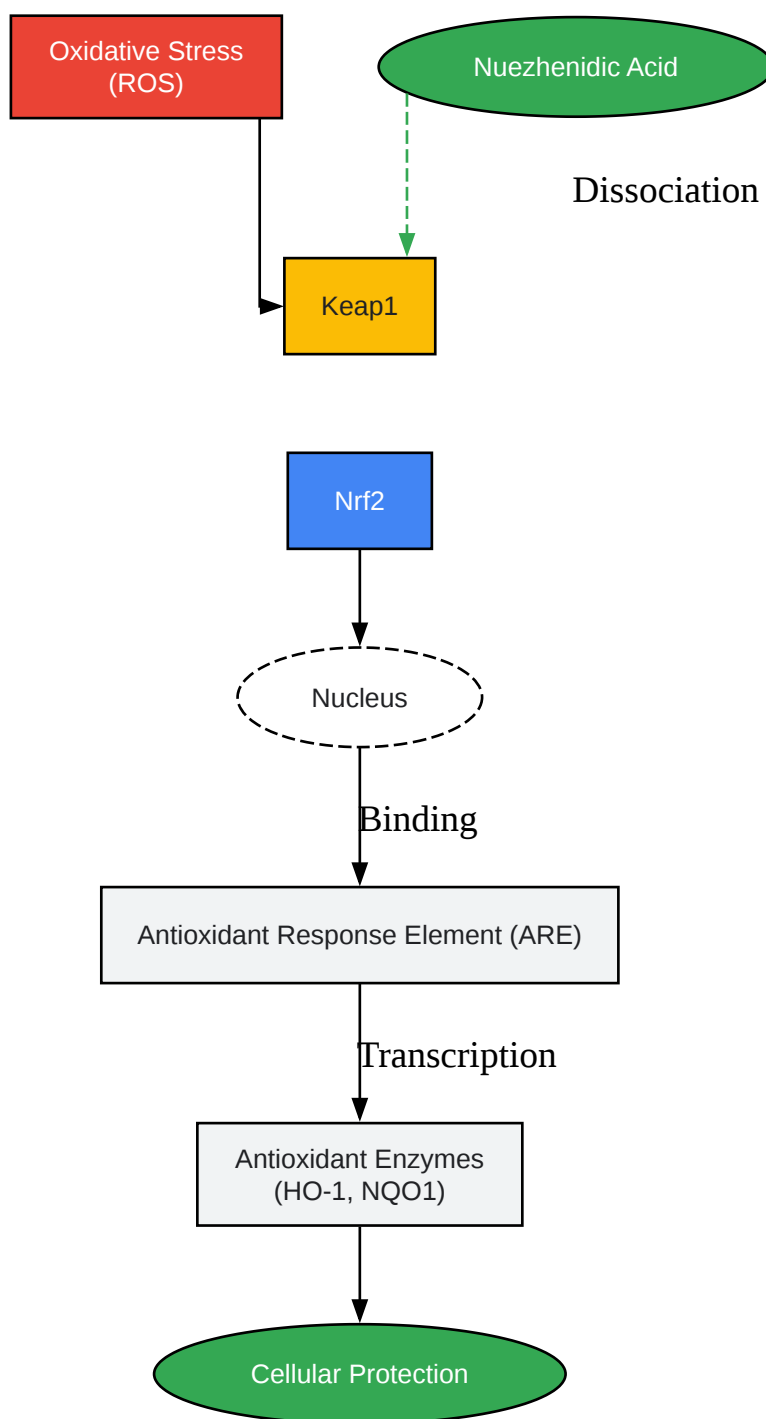 Oxidative Stress
(ROS)
Nuezhenidic Acid
Dissociation
Keap1
Nrf2
Nucleus
Binding
Antioxidant Response Element (ARE)
Transcription
Antioxidant Enzymes
(HO-1, NQO1)
Cellular Protection